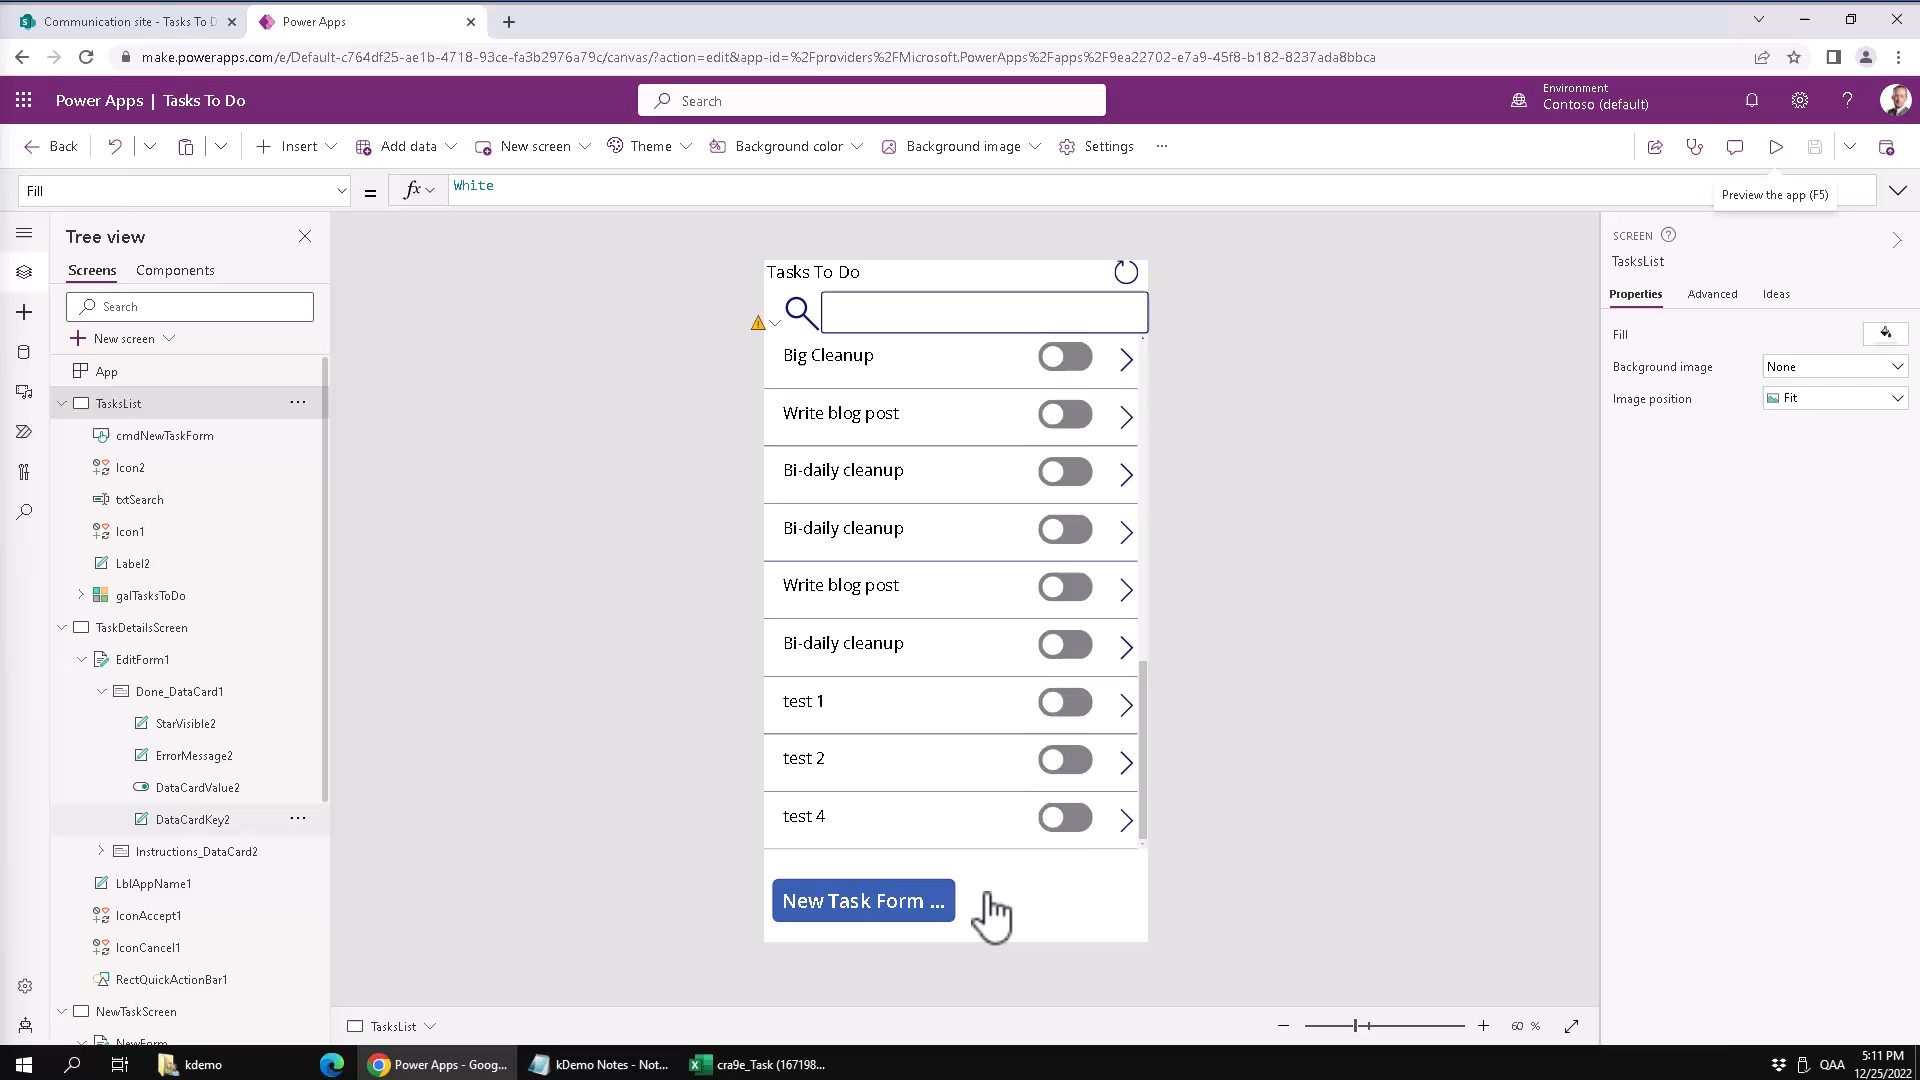 Communication site - Tasks To D
Power Apps
make.powerapps.com/e/Default-c764df25-ae1b-4718-93ce-fa3b2976a79c/canvas/?action=edit&app-id=%2Fproviders%2FMicrosoft.PowerApps%2Fapps%2F9ea22702-e7a9-45f8-b182-8237ada8bbca
Power Apps | Tasks To Do
Search
Environment
Contoso (default)
Back
Insert
Add data
New screen
Theme
Background color
Background image
Settings
Fill
=
fx
White
Preview the app (F5)
Tree view
Screens
Components
Search
New screen
App
TasksList
cmdNewTaskForm
Icon2
txtSearch
Icon1
Label2
galTasksToDo
TaskDetailsScreen
EditForm1
Done_DataCard1
StarVisible2
ErrorMessage2
DataCardValue2
DataCardKey2
Instructions_DataCard2
LblAppName1
IconAccept1
IconCancel1
RectQuickActionBar1
NewTaskScreen
NewForm
Tasks To Do
Big Cleanup
Write blog post
Bi-daily cleanup
Bi-daily cleanup
Write blog post
Bi-daily cleanup
test 1
test 2
test 4
New Task Form ...
SCREEN
TasksList
Properties
Advanced
Ideas
Fill
Background image
None
Image position
Fit
TasksList
60 %
kdemo
Power Apps - Goog...
kDemo Notes - Not...
cra9e_Task (167198...
QAA
5:11 PM
12/25/2022